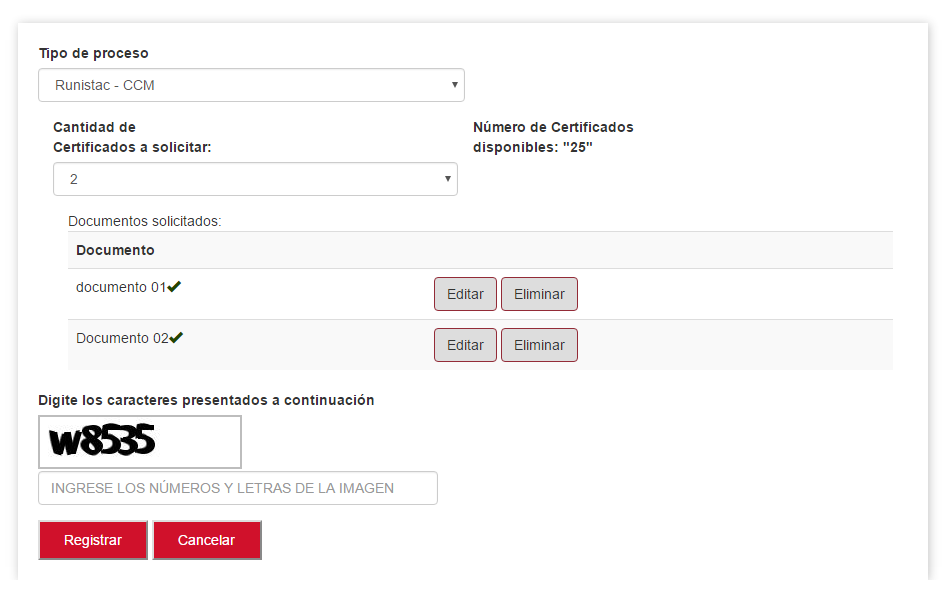 Tipo de proceso
Runistac - CCM
Cantidad de
Certificados a solicitar:
Número de Certificados
disponibles: "25"
2
Documentos solicitados:
Documento
documento 01
Editar Eliminar
Documento 02
Editar Eliminar
Digite los caracteres presentados a continuación
W8535
INGRESE LOS NÚMEROS Y LETRAS DE LA IMAGEN
Registrar Cancelar